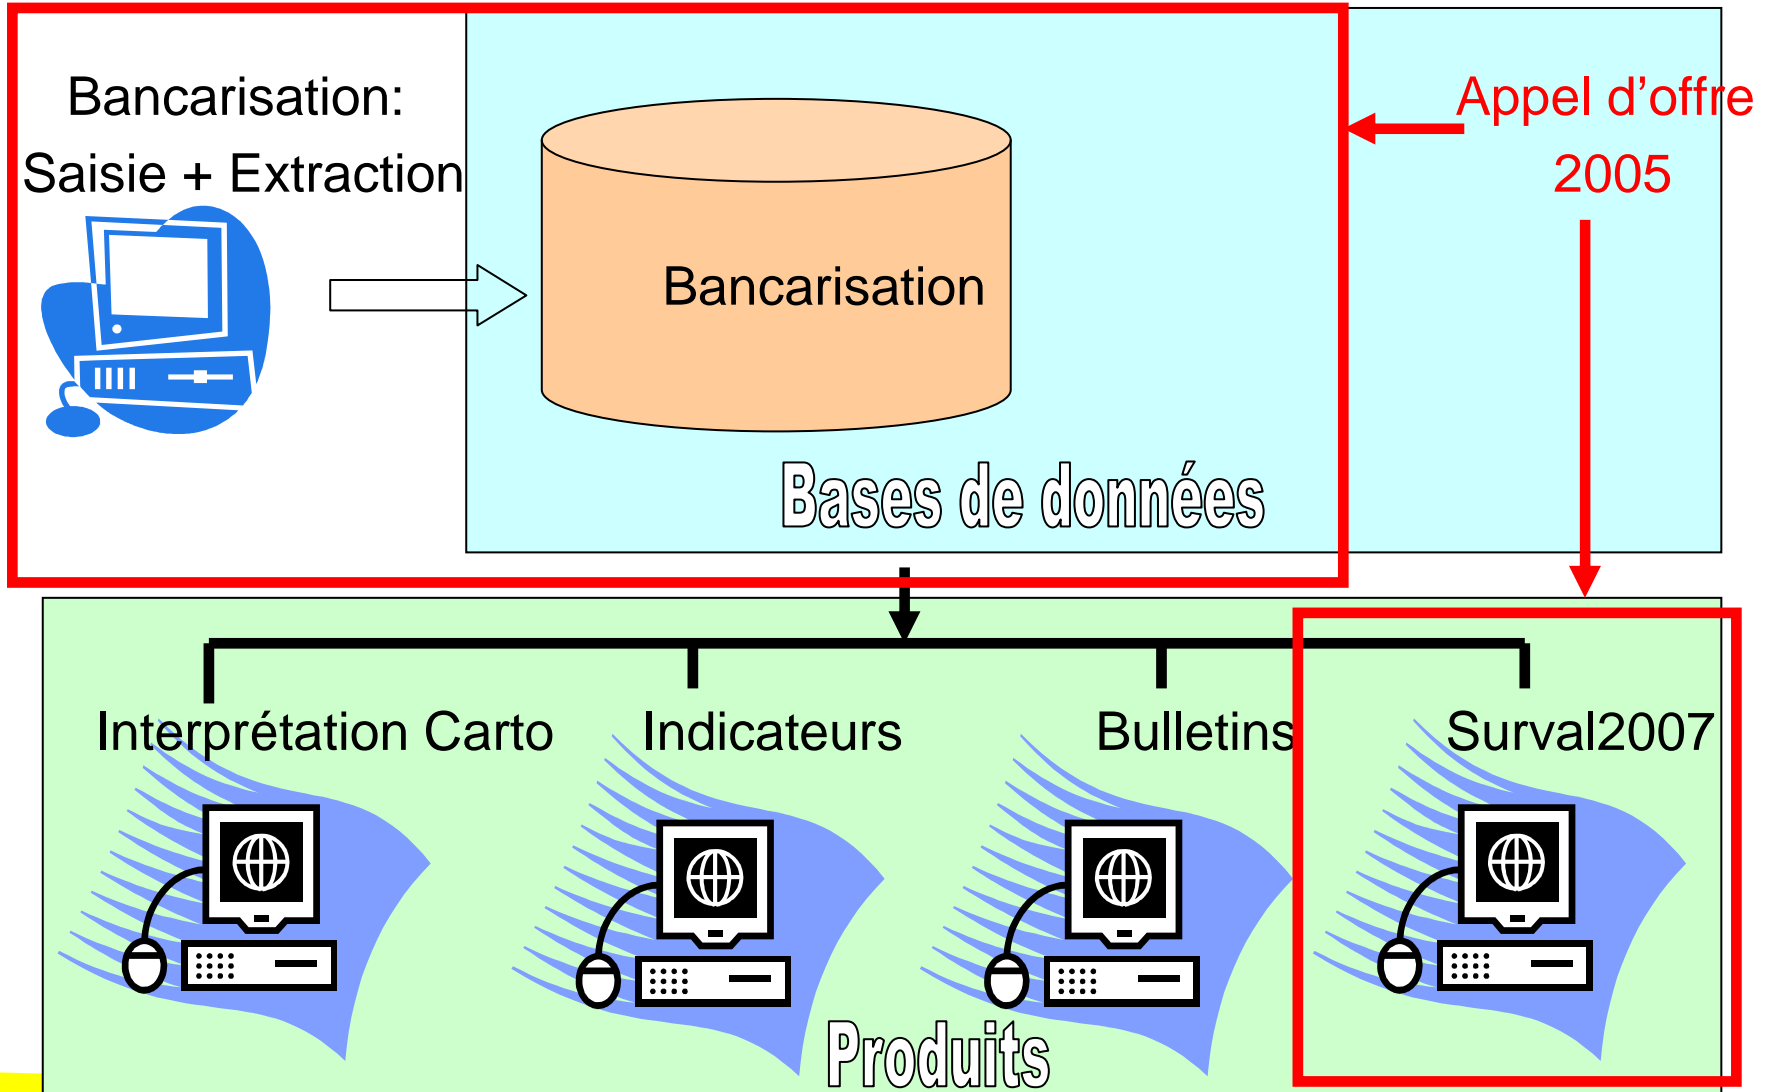 Bancarisation:
Saisie + Extraction
Bancarisation
Appel d’offre
2005
Bases de données
Interprétation Carto
Indicateurs
Bulletins
Surval2007
Produits